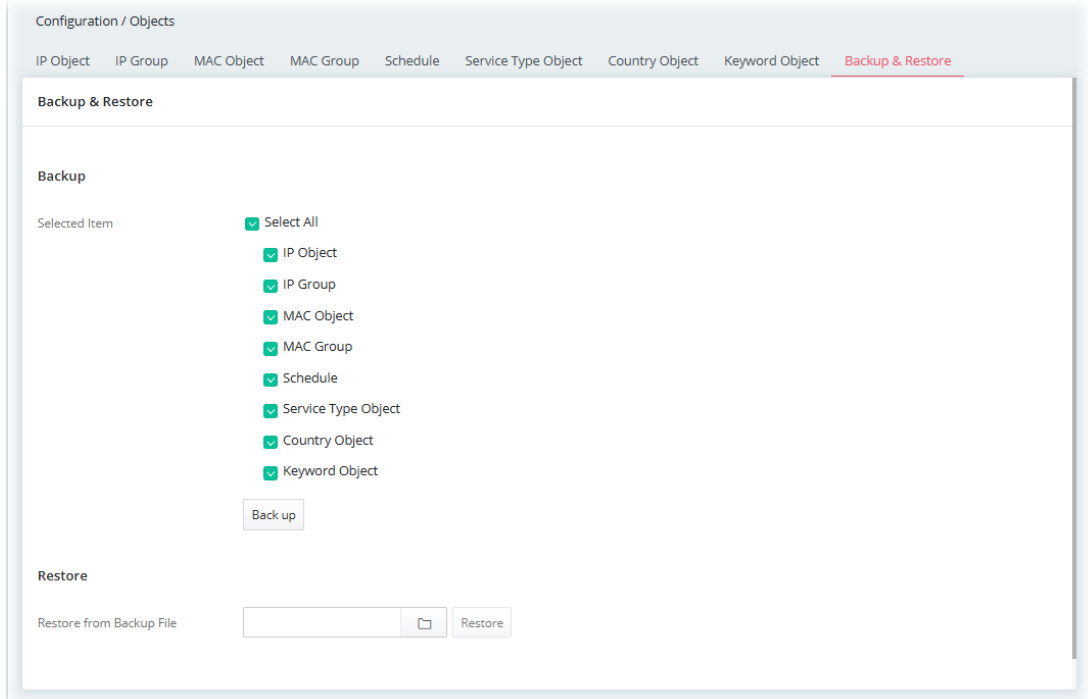 Configuration / Objects
IP Object IP Group MAC Object MAC Group Schedule Service Type Object Country Object Keyword Object Backup & Restore
Backup & Restore
Backup
Selected Item
Select All
IP Object
IP Group
MAC Object
MAC Group
Schedule
Service Type Object
Country Object
Keyword Object
Back up
Restore
Restore from Backup File Restore